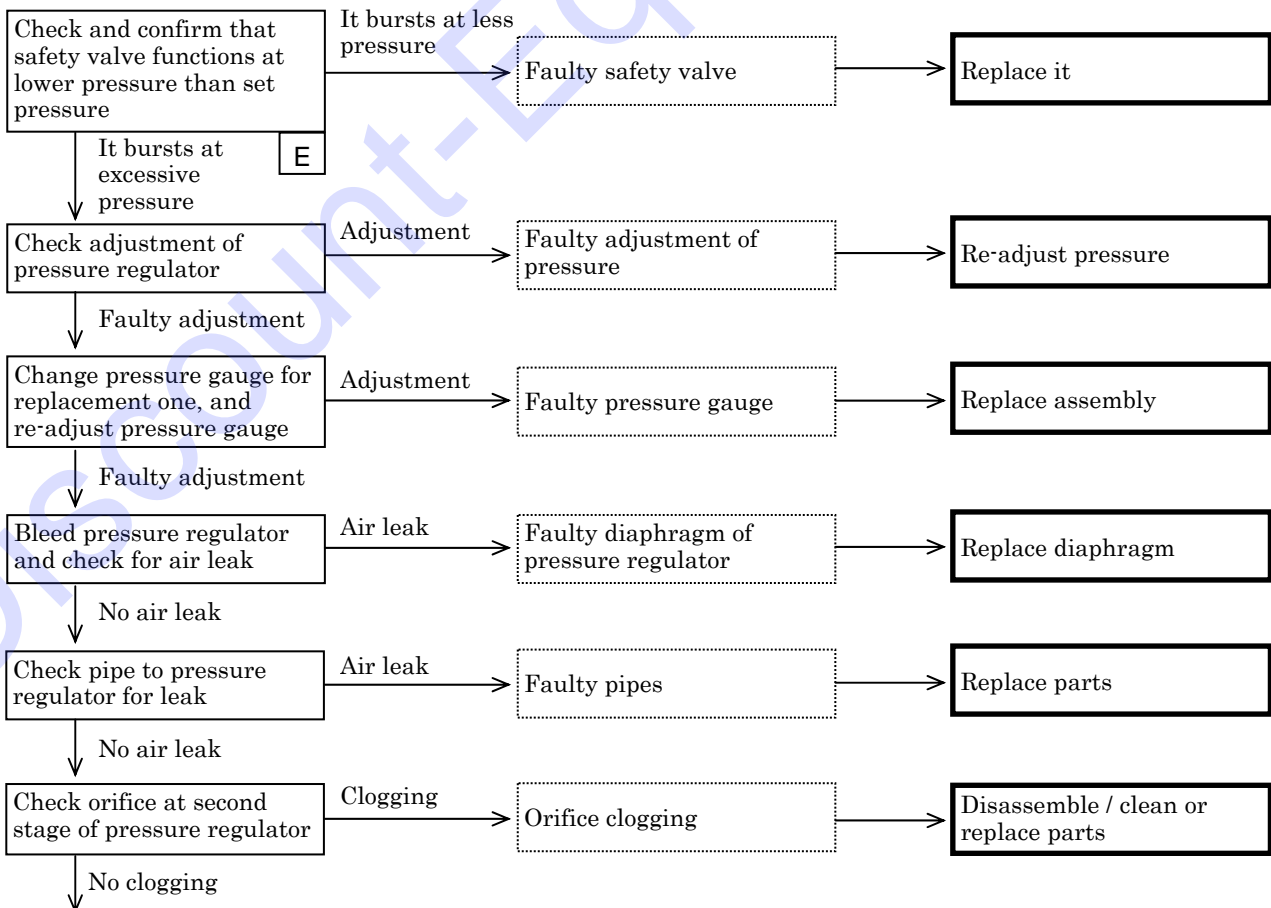 Check and confirm that
safety valve functions at
lower pressure than set
pressure
It bursts at less
pressure
Faulty safety valve
Replace it
E
It bursts at
excessive
pressure
Check adjustment of
pressure regulator
Adjustment
Faulty adjustment of
pressure
Re-adjust pressure
Faulty adjustment
Change pressure gauge for
replacement one, and
re-adjust pressure gauge
Adjustment
Faulty pressure gauge
Replace assembly
Faulty adjustment
Bleed pressure regulator
and check for air leak
Air leak
Faulty diaphragm of
pressure regulator
Replace diaphragm
No air leak
Check pipe to pressure
regulator for leak
Air leak
Faulty pipes
Replace parts
No air leak
Check orifice at second
stage of pressure regulator
Clogging
Orifice clogging
Disassemble / clean or
replace parts
No clogging
Discount-Eq